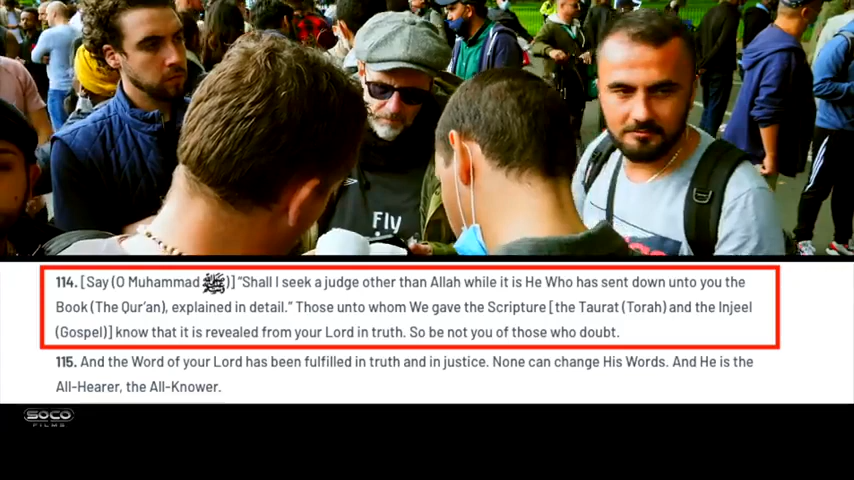 Fly
114. [Say (O Muhammad ﷺ)] "Shall I seek a judge other than Allah while it is He Who has sent down unto you the
Book (The Qur'an), explained in detail." Those unto whom We gave the Scripture [the Taurat (Torah) and the Injeel
(Gospel)] know that it is revealed from your Lord in truth. So be not you of those who doubt.
115. And the Word of your Lord has been fulfilled in truth and in justice. None can change His Words. And He is the
All-Hearer, the All-Knower.
SOCO
FILMS